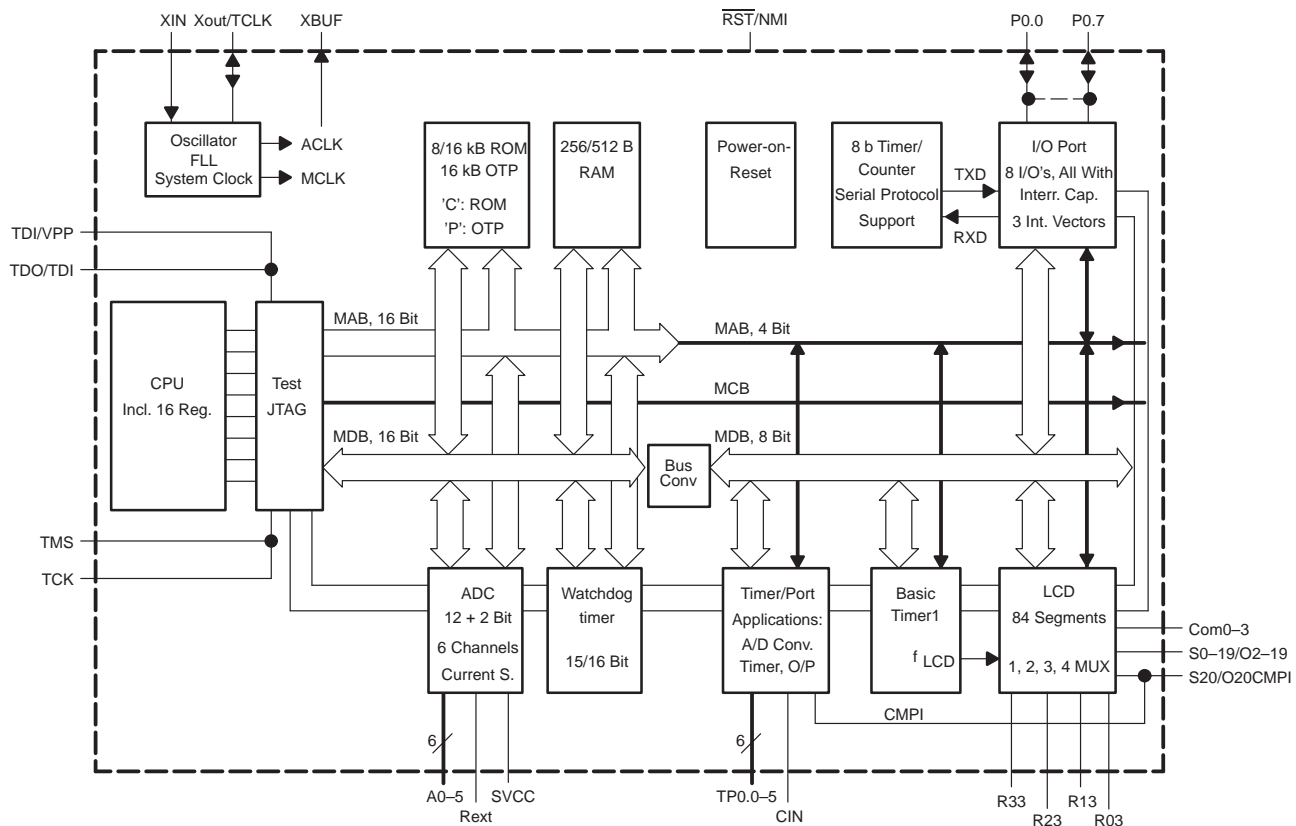 XIN Xout/TCLK XBUF RST/NMI P0.0 P0.7
Oscillator
FLL
System Clock
ACLK
MCLK
8/16 kB ROM
16 kB OTP
'C': ROM
'P': OTP
256/512 B
RAM
Power-on-
Reset
8 b Timer/
Counter
Serial Protocol
Support
TXD
RXD
I/O Port
8 I/O's, All With
Interr. Cap.
3 Int. Vectors
TDI/VPP
TDO/TDI
MAB, 16 Bit
MAB, 4 Bit
CPU
Incl. 16 Reg.
Test
JTAG
MCB
MDB, 16 Bit
MDB, 8 Bit
Bus
Conv
TMS
TCK
ADC
12 + 2 Bit
6 Channels
Current S.
Watchdog
timer
15/16 Bit
Timer/Port
Applications:
A/D Conv.
Timer, O/P
Basic
Timer1
f LCD
LCD
84 Segments
1, 2, 3, 4 MUX
Com0–3
S0–19/O2–19
S20/O20CMPI
CMPI
6
6
A0–5
Rext
SVCC
TP0.0–5
CIN
R33
R23
R13
R03